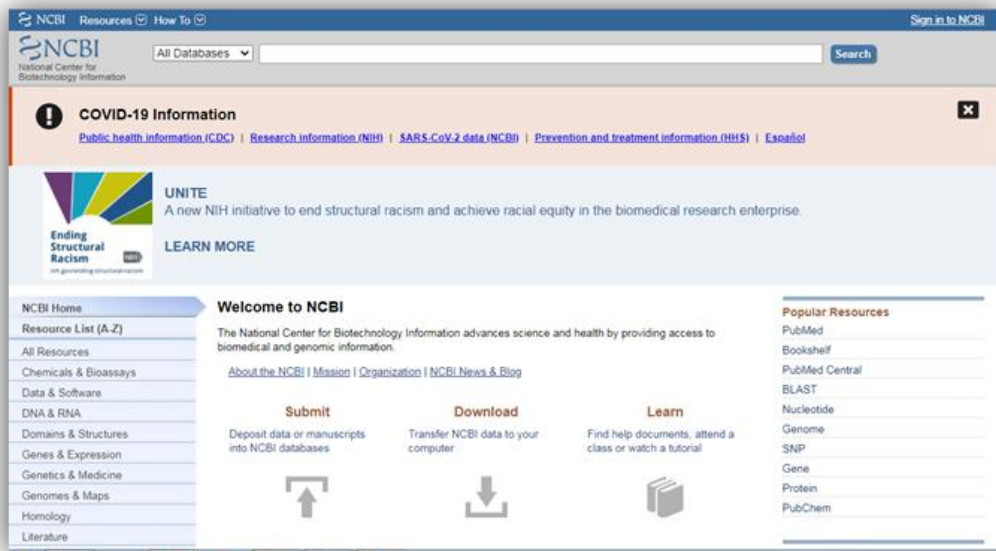 NCBI Resources How To Sign in to NCBI
NCBI
National Center for
Biotechnology Information
All Databases
Search
COVID-19 Information
Public health information (CDC) | Research information (NIH) | SARS-CoV-2 data (NCBI) | Prevention and treatment information (HHS) | Español
Ending
Structural
Racism
NIH
nih.gov/ending-structural-racism
UNITE
A new NIH initiative to end structural racism and achieve racial equity in the biomedical research enterprise.
LEARN MORE
NCBI Home
Resource List (A-Z)
All Resources
Chemicals & Bioassays
Data & Software
DNA & RNA
Domains & Structures
Genes & Expression
Genetics & Medicine
Genomes & Maps
Homology
Literature
Welcome to NCBI
The National Center for Biotechnology Information advances science and health by providing access to
biomedical and genomic information.
About the NCBI | Mission | Organization | NCBI News & Blog
Submit
Deposit data or manuscripts
into NCBI databases
Download
Transfer NCBI data to your
computer
Learn
Find help documents, attend a
class or watch a tutorial
Popular Resources
PubMed
Bookshelf
PubMed Central
BLAST
Nucleotide
Genome
SNP
Gene
Protein
PubChem